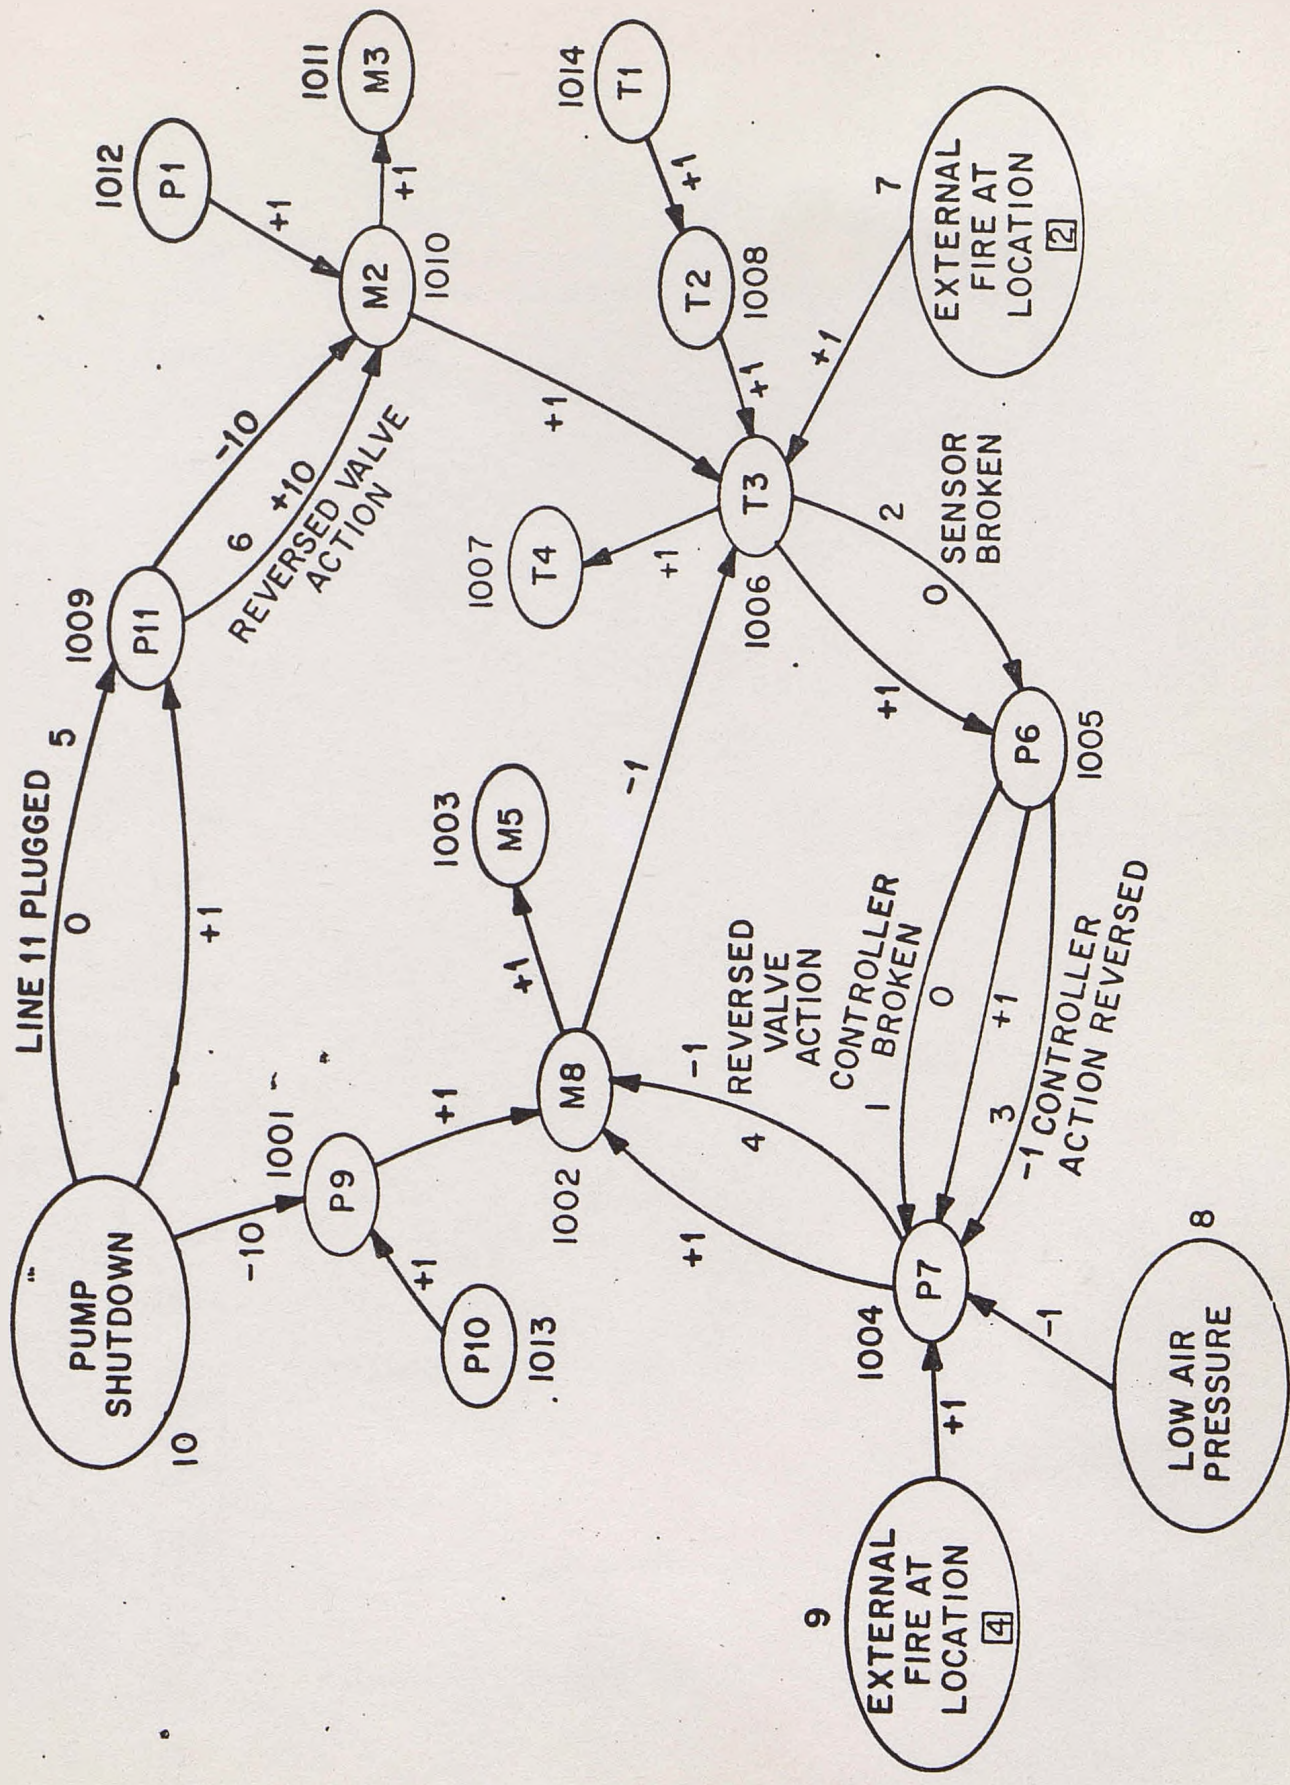 LINE 11 PLUGGED 5
0
+1
PUMP
SHUTDOWN
10
-10
1001
P9
+1
P10
1013
+1
1009
P11
-10
6 +10
REVERSED VALVE
ACTION
1012
P1
+1
M2
1010
+1
1011
M3
+1
1014
T1
+1
T2
1008
+1
T3
1006
+1
1007
T4
+1
7
EXTERNAL
FIRE AT
LOCATION
2
1003
M5
+1
M8
1002
-1
-1
REVERSED
VALVE
ACTION
4
+1
2
0
SENSOR
BROKEN
+1
P6
1005
CONTROLLER
BROKEN
1
0
+1
3
-1 CONTROLLER
ACTION REVERSED
P7
1004
+1
-1
8
LOW AIR
PRESSURE
9
EXTERNAL
FIRE AT
LOCATION
4